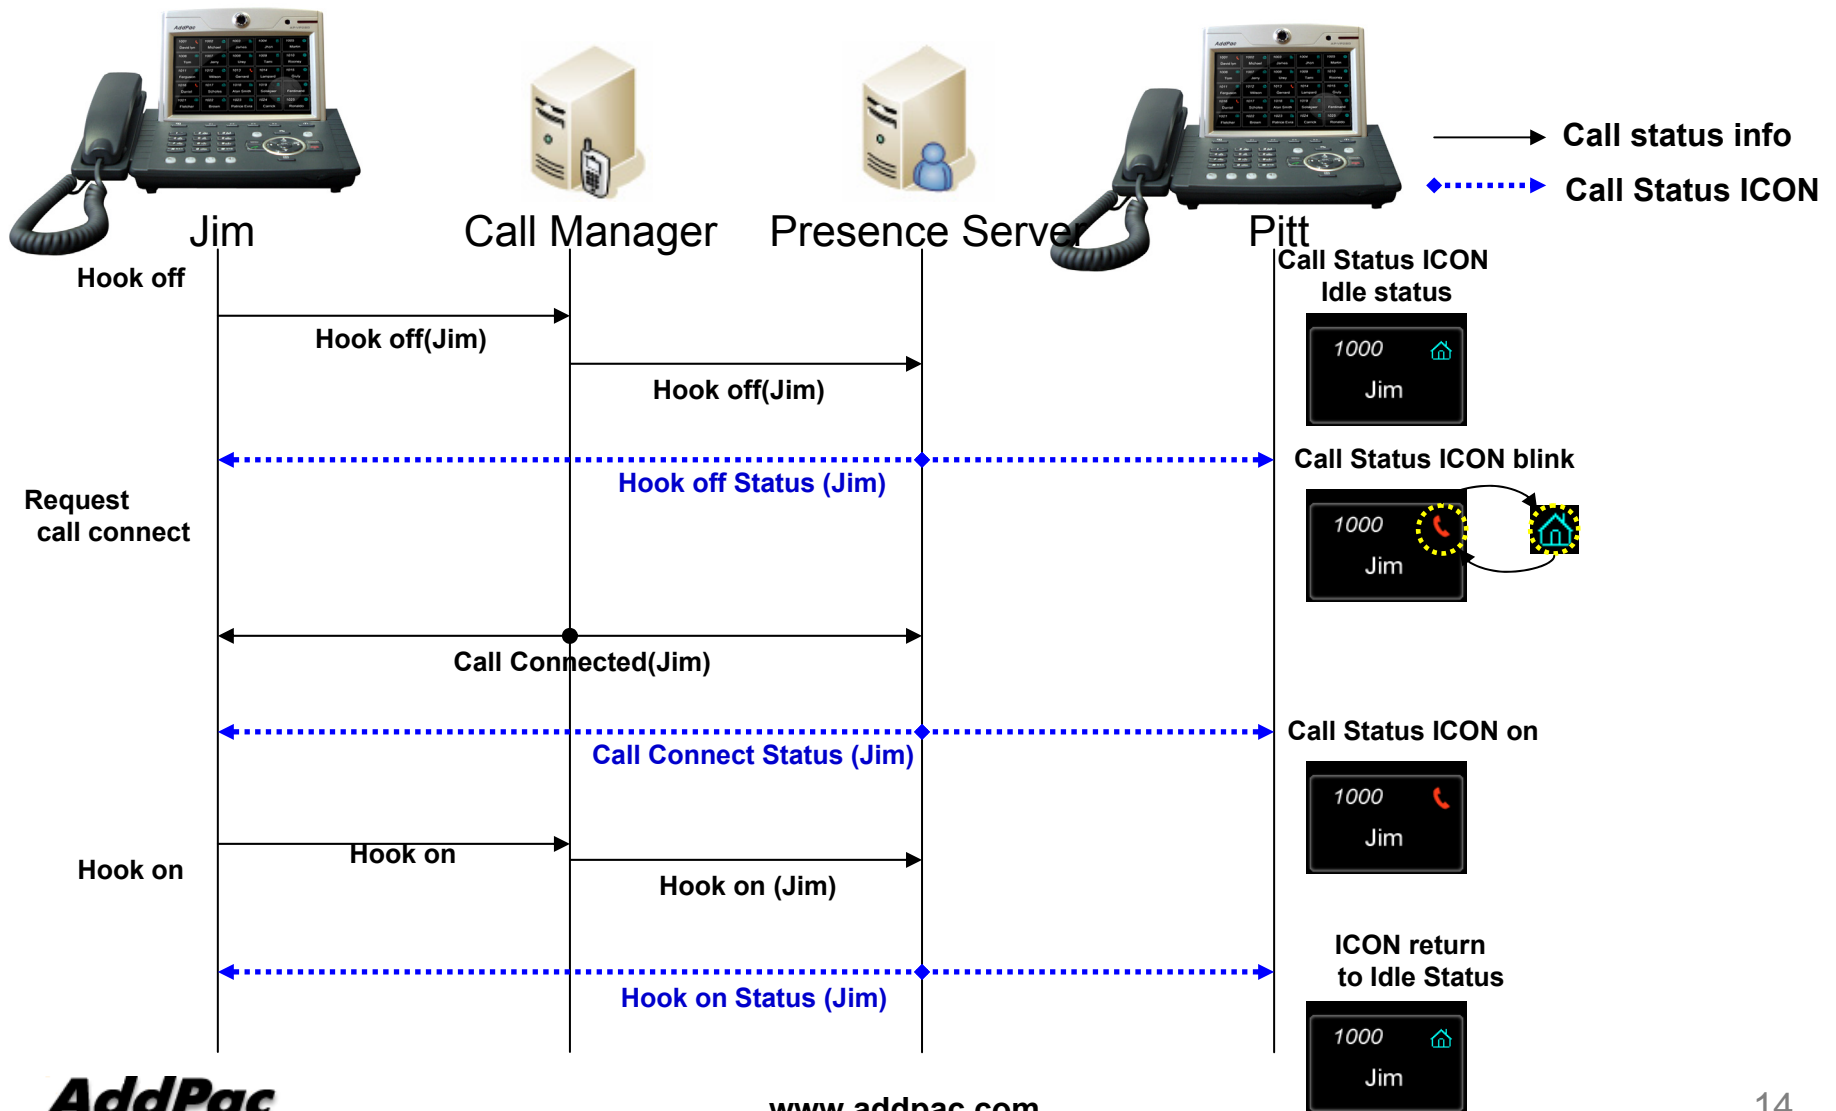 AddPac
AddPac
Call status info
Call Status ICON
Jim
Call Manager
Presence Server
Pitt
Hook off
Call Status ICON
Idle status
Hook off(Jim)
1000
Jim
Hook off(Jim)
Call Status ICON blink
Hook off Status (Jim)
Request
call connect
1000
Jim
Call Connected(Jim)
Call Status ICON on
Call Connect Status (Jim)
1000
Jim
Hook on
Hook on
Hook on (Jim)
ICON return
to Idle Status
Hook on Status (Jim)
1000
Jim
AddPac
www.addpac.com
14